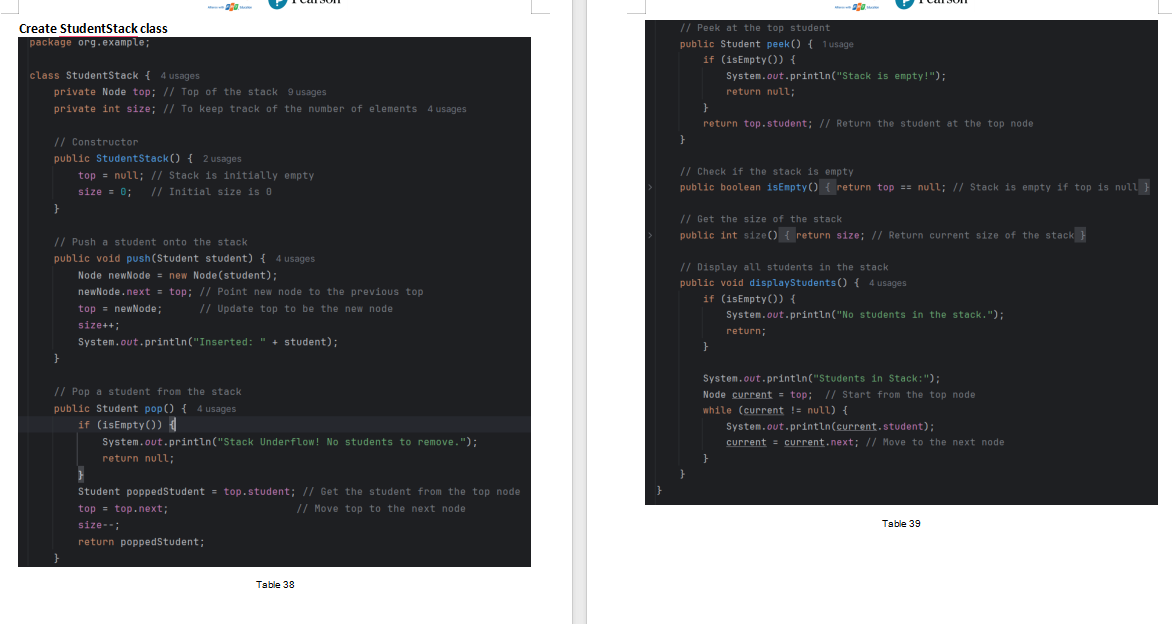 Pearson
Create StudentStack class
package org.example;
class StudentStack { 4 usages
private Node top; // Top of the stack 9 usages
private int size; // To keep track of the number of elements 4 usages
// Constructor
public StudentStack() { 2 usages
top = null; // Stack is initially empty
size = 0; // Initial size is 0
}
// Push a student onto the stack
public void push(Student student) { 4 usages
Node newNode = new Node(student);
newNode.next = top; // Point new node to the previous top
top = newNode; // Update top to be the new node
size++;
System.out.println("Inserted: " + student);
}
// Pop a student from the stack
public Student pop() { 4 usages
if (isEmpty()) {
System.out.println("Stack Underflow! No students to remove.");
return null;
}
Student poppedStudent = top.student; // Get the student from the top node
top = top.next; // Move top to the next node
size--;
return poppedStudent;
}
Table 38
Pearson
// Peek at the top student
public Student peek() { 1 usage
if (isEmpty()) {
System.out.println("Stack is empty!");
return null;
}
return top.student; // Return the student at the top node
}
// Check if the stack is empty
public boolean isEmpty() { return top == null; // Stack is empty if top is null }
// Get the size of the stack
public int size() { return size; // Return current size of the stack }
// Display all students in the stack
public void displayStudents() { 4 usages
if (isEmpty()) {
System.out.println("No students in the stack.");
return;
}
System.out.println("Students in Stack:");
Node current = top; // Start from the top node
while (current != null) {
System.out.println(current.student);
current = current.next; // Move to the next node
}
}
}
Table 39